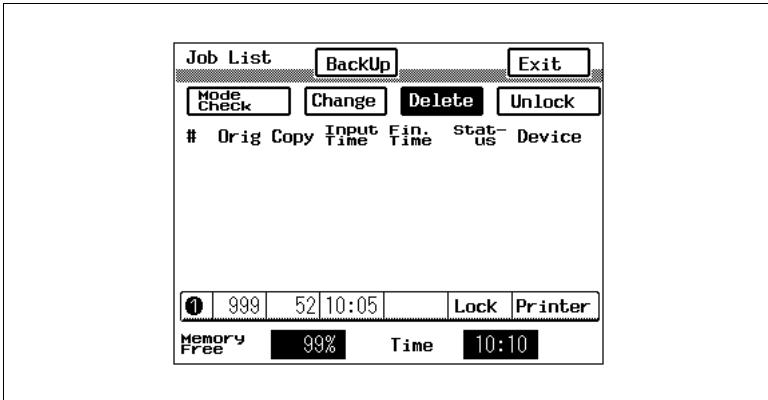 Job List BackUp Exit
Mode Check Change Delete Unlock
# Orig Copy Input Time Fin. Time Stat-us Device
1 999 52 10:05 Lock Printer
Memory Free 99% Time 10:10